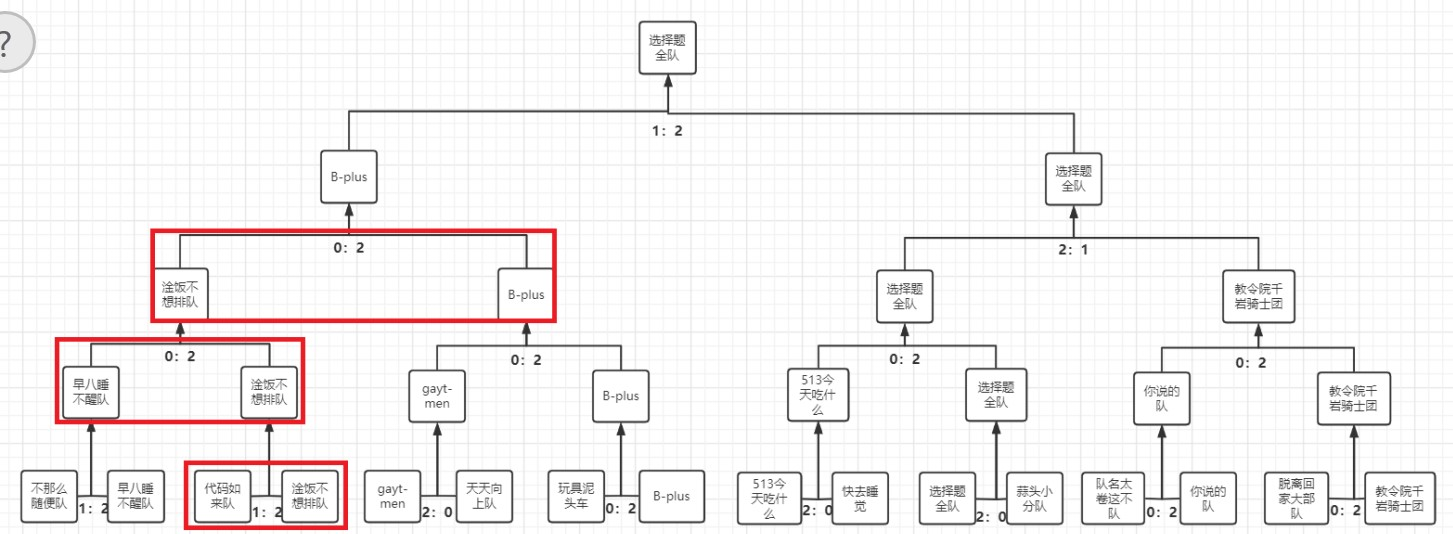 ?
选择题
全队
1: 2
B-plus
选择题
全队
0: 2
2: 1
淦饭不
想排队
B-plus
选择题
全队
教令院千
岩骑士团
0: 2
0: 2
0: 2
0: 2
早八睡
不醒队
淦饭不
想排队
gayt-
men
B-plus
513今
天吃什
么
选择题
全队
你说的
队
教令院千
岩骑士团
不那么
随便队
1: 2
早八睡
不醒队
代码如
来队
1: 2
淦饭不
想排队
gayt-
men
2: 0
天天向
上队
玩具泥
头车
0: 2
B-plus
513今
天吃什
么
2: 0
快去睡
觉
选择题
全队
2: 0
蒜头小
分队
队名太
卷这不
队
0: 2
你说的
队
脱离回
家大部
队
0: 2
教令院千
岩骑士团